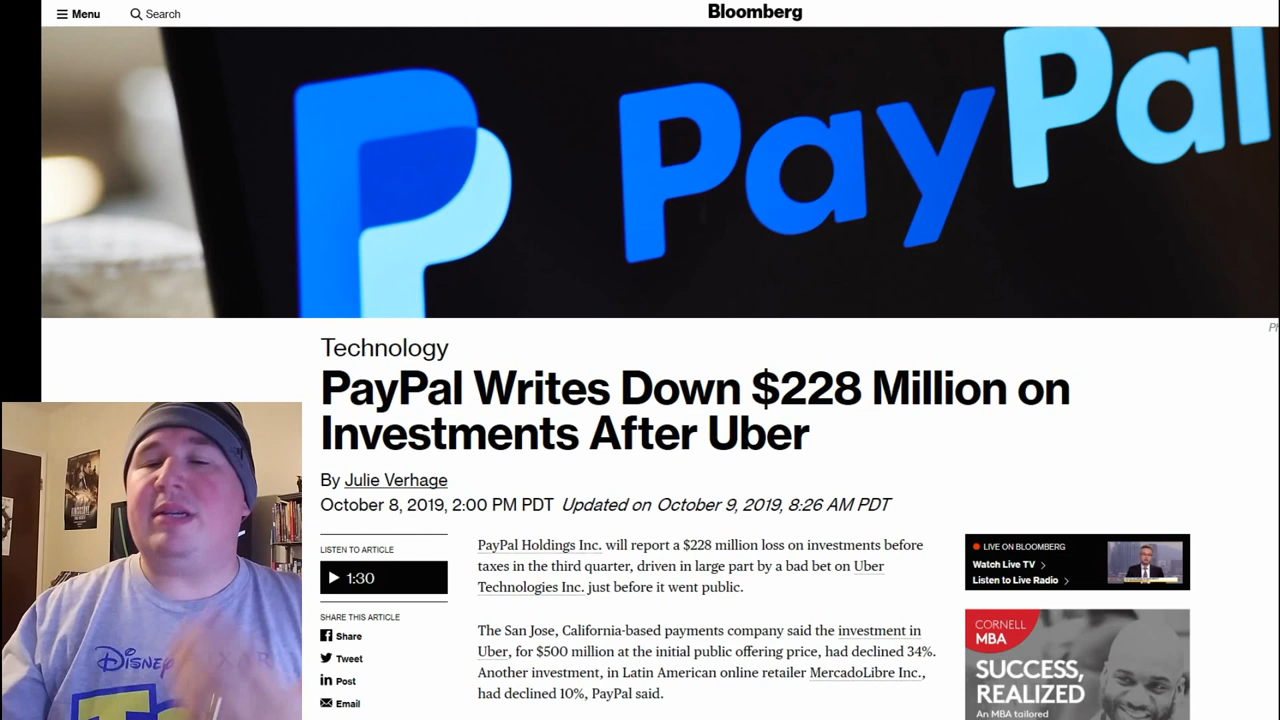 Menu
Search
Bloomberg
PayPal
Technology
PayPal Writes Down $228 Million on
Investments After Uber
By Julie Verhage
October 8, 2019, 2:00 PM PDT Updated on October 9, 2019, 8:26 AM PDT
LISTEN TO ARTICLE
1:30
SHARE THIS ARTICLE
Share
Tweet
Post
Email
PayPal Holdings Inc. will report a $228 million loss on investments before
taxes in the third quarter, driven in large part by a bad bet on Uber
Technologies Inc. just before it went public.
The San Jose, California-based payments company said the investment in
Uber, for $500 million at the initial public offering price, had declined 34%.
Another investment, in Latin American online retailer MercadoLibre Inc.,
had declined 10%, PayPal said.
LIVE ON BLOOMBERG
Watch Live TV
Listen to Live Radio
CORNELL
MBA
SUCCESS,
REALIZED
An MBA tailored
Disney